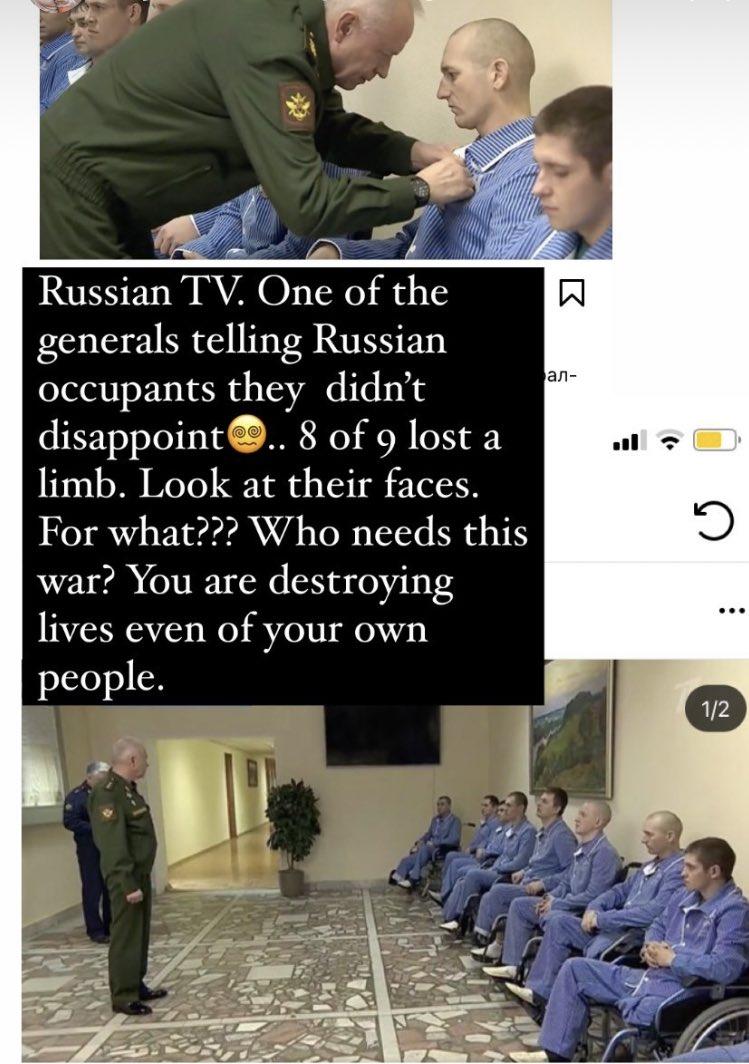 Russian TV. One of the
generals telling Russian
occupants they  didn’t
disappoint😵‍💫.. 8 of 9 lost a
limb. Look at their faces.
For what??? Who needs this
war? You are destroying
lives even of your own
people.
ал-
1/2